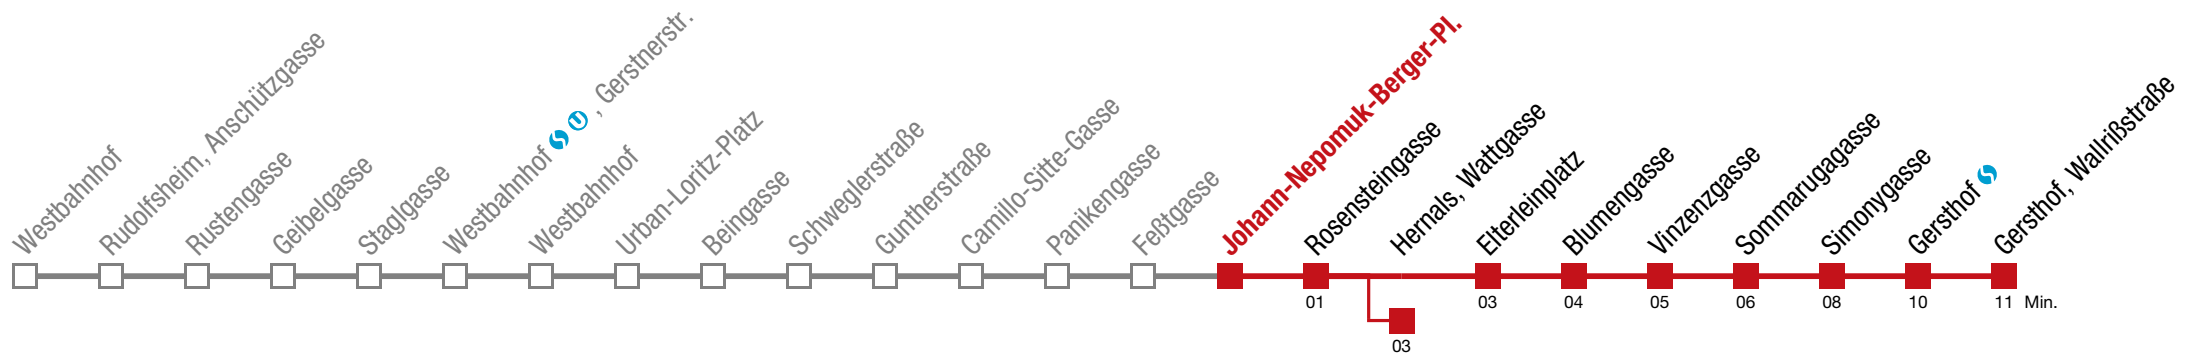 Westbahnhof
Rudolfsheim, Anschützgasse
Rustengasse
Geibelgasse
Staglgasse
Westbahnhof S U , Gerstnerstr.
Westbahnhof
Urban-Loritz-Platz
Beingasse
Schweglerstraße
Guntherstraße
Camillo-Sitte-Gasse
Panikengasse
Feßtgasse
Johann-Nepomuk-Berger-Pl.
Rosensteingasse
Hernals, Wattgasse
Elterleinplatz
Blumengasse
Vinzenzgasse
Sommarugagasse
Simonygasse
Gersthof S
Gersthof, Wallrißstraße
01 03 04 05 06 08 10 11 Min.
03